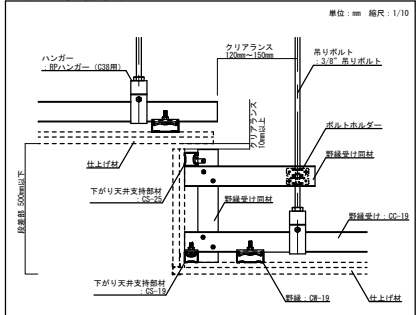 単位:mm 縮尺:1/10
クリアランス
120mm～150mm
ハンガー
:RPハンガー(C38用)
吊りボルト
:3/8" 吊りボルト
クリアランス
10mm以上
ボルトホルダー
野縁受け同材
仕上げ材
段差部 500mm以下
下がり天井支持部材
:CS-25
野縁受け同材
野縁受け:CC-19
下がり天井支持部材
:CS-19
野縁:CW-19
仕上げ材